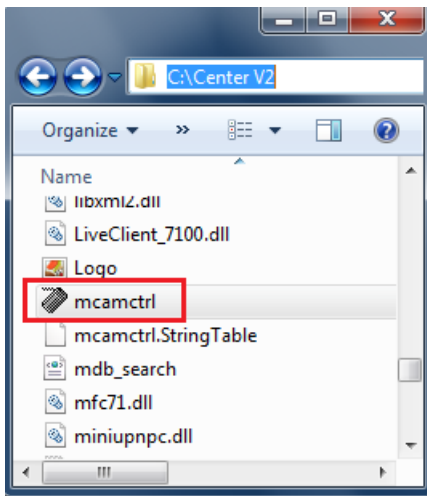 C:\Center V2
Organize »
Name
libxml2.dll
LiveClient_7100.dll
Logo
mcamctrl
mcamctrl.StringTable
mdb_search
mfc71.dll
miniupnpc.dll